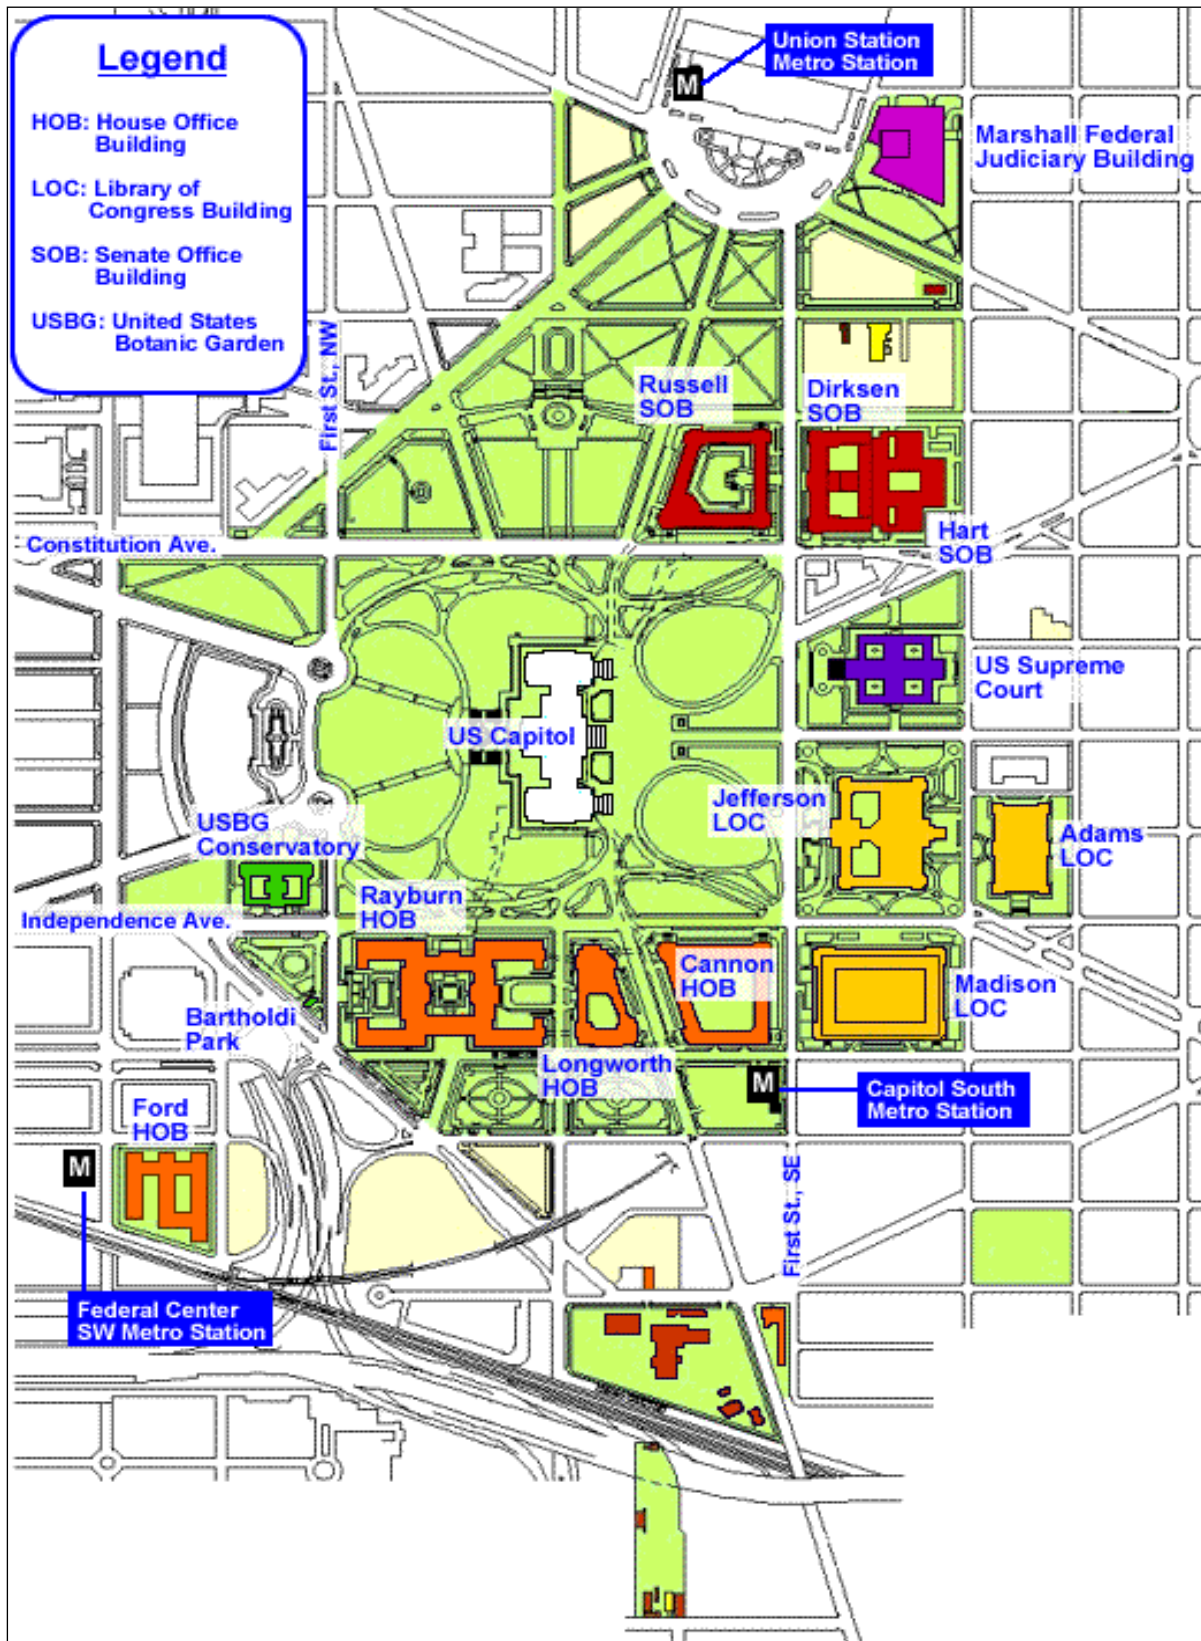 Legend
HOB: House Office
Building
LOC: Library of
Congress Building
SOB: Senate Office
Building
USBG: United States
Botanic Garden
Union Station
Metro Station
M
Marshall Federal
Judiciary Building
First St., NW
Russell
SOB
Dirksen
SOB
Hart
SOB
Constitution Ave.
US Supreme
Court
US Capitol
Jefferson
LOC
Adams
LOC
USBG
Conservatory
Rayburn
HOB
Independence Ave.
Cannon
HOB
Madison
LOC
Bartholdi
Park
Longworth
HOB
M
Capitol South
Metro Station
Ford
HOB
M
First St., SE
Federal Center
SW Metro Station